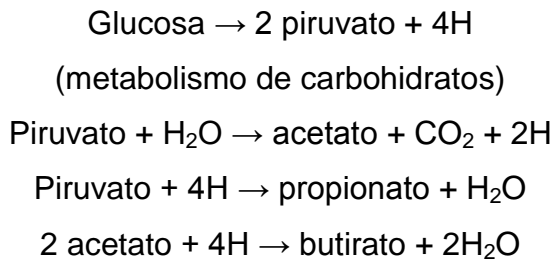 Glucosa → 2 piruvato + 4H
(metabolismo de carbohidratos)
Piruvato + H₂O → acetato + CO₂ + 2H
Piruvato + 4H → propionato + H₂O
2 acetato + 4H → butirato + 2H₂O